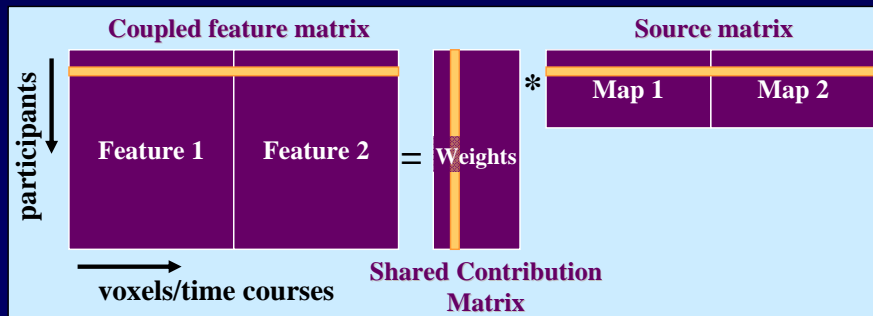 Coupled feature matrix
Source matrix
participants
Feature 1
Feature 2
=
Weights
*
Map 1
Map 2
voxels/time courses
Shared Contribution
Matrix